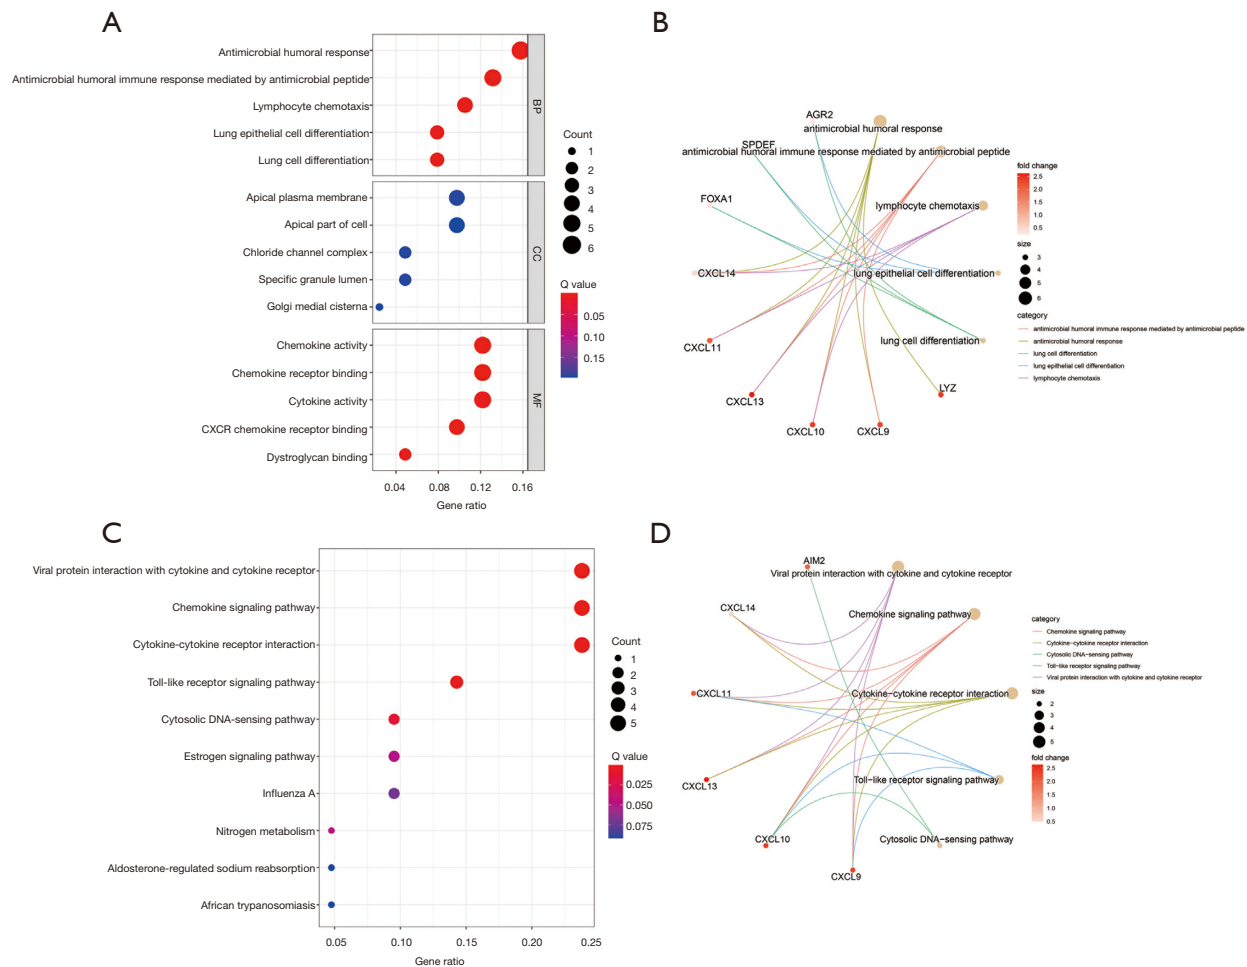 A
Antimicrobial humoral response
Antimicrobial humoral immune response mediated by antimicrobial peptide
Lymphocyte chemotaxis
Lung epithelial cell differentiation
Lung cell differentiation
BP
Apical plasma membrane
Apical part of cell
Chloride channel complex
Specific granule lumen
Golgi medial cisterna
CC
Chemokine activity
Chemokine receptor binding
Cytokine activity
CXCR chemokine receptor binding
Dystroglycan binding
MF
0.04 0.08 0.12 0.16
Gene ratio
Count
1
2
3
4
5
6
Q value
0.05
0.10
0.15
B
AGR2
antimicrobial humoral response
SPDEF
antimicrobial humoral immune response mediated by antimicrobial peptide
FOXA1
lymphocyte chemotaxis
CXCL14
lung epithelial cell differentiation
CXCL11
lung cell differentiation
CXCL13
LYZ
CXCL10
CXCL9
fold change
2.5
2.0
1.5
1.0
0.5
size
3
4
5
6
category
antimicrobial humoral immune response mediated by antimicrobial peptide
antimicrobial humoral response
lung cell differentiation
lung epithelial cell differentiation
lymphocyte chemotaxis
C
Viral protein interaction with cytokine and cytokine receptor
Chemokine signaling pathway
Cytokine-cytokine receptor interaction
Toll-like receptor signaling pathway
Cytosolic DNA-sensing pathway
Estrogen signaling pathway
Influenza A
Nitrogen metabolism
Aldosterone-regulated sodium reabsorption
African trypanosomiasis
0.05 0.10 0.15 0.20 0.25
Gene ratio
Count
1
2
3
4
5
Q value
0.025
0.050
0.075
D
AIM2
Viral protein interaction with cytokine and cytokine receptor
CXCL14
Chemokine signaling pathway
CXCL11
Cytokine−cytokine receptor interaction
CXCL13
Toll−like receptor signaling pathway
CXCL10
Cytosolic DNA−sensing pathway
CXCL9
category
Chemokine signaling pathway
Cytokine−cytokine receptor interaction
Cytosolic DNA−sensing pathway
Toll−like receptor signaling pathway
Viral protein interaction with cytokine and cytokine receptor
size
2
3
4
5
fold change
2.5
2.0
1.5
1.0
0.5